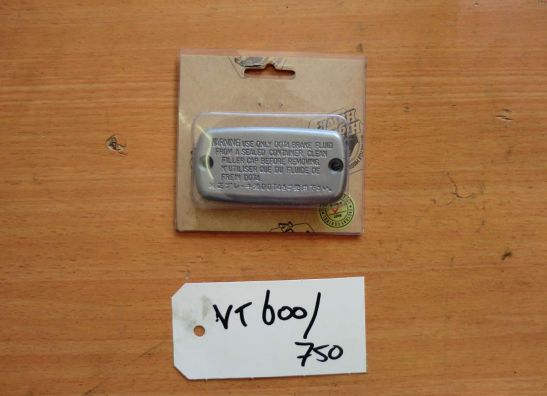 WARNING USE ONLY DOT4 BRAKE FLUID
FROM A SEALED CONTAINER CLEAN
FILLER CAP BEFORE REMOVING.
N'UTILISER QUE DU FLUIDE DE
FREIN DOT4
VT 600/
750